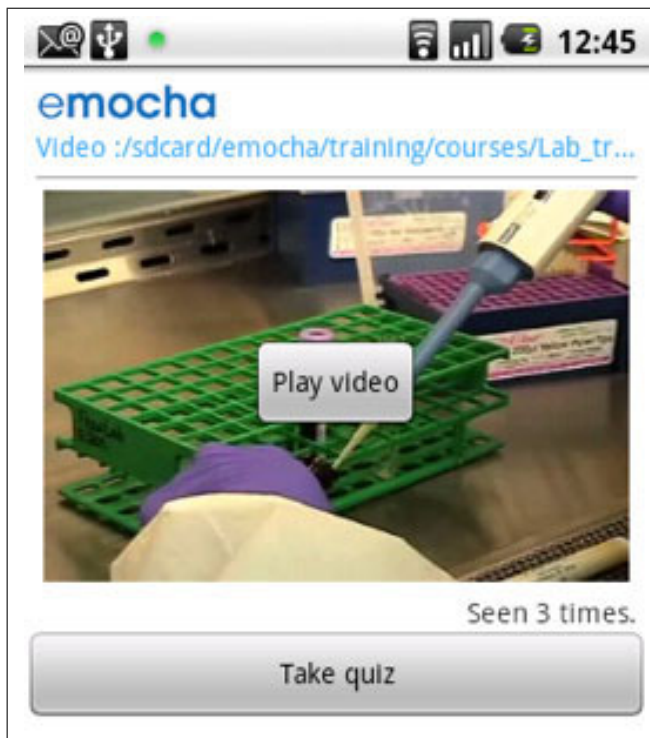 12:45
emocha
Video :/sdcard/emocha/training/courses/Lab_tr...
Play video
Seen 3 times.
Take quiz